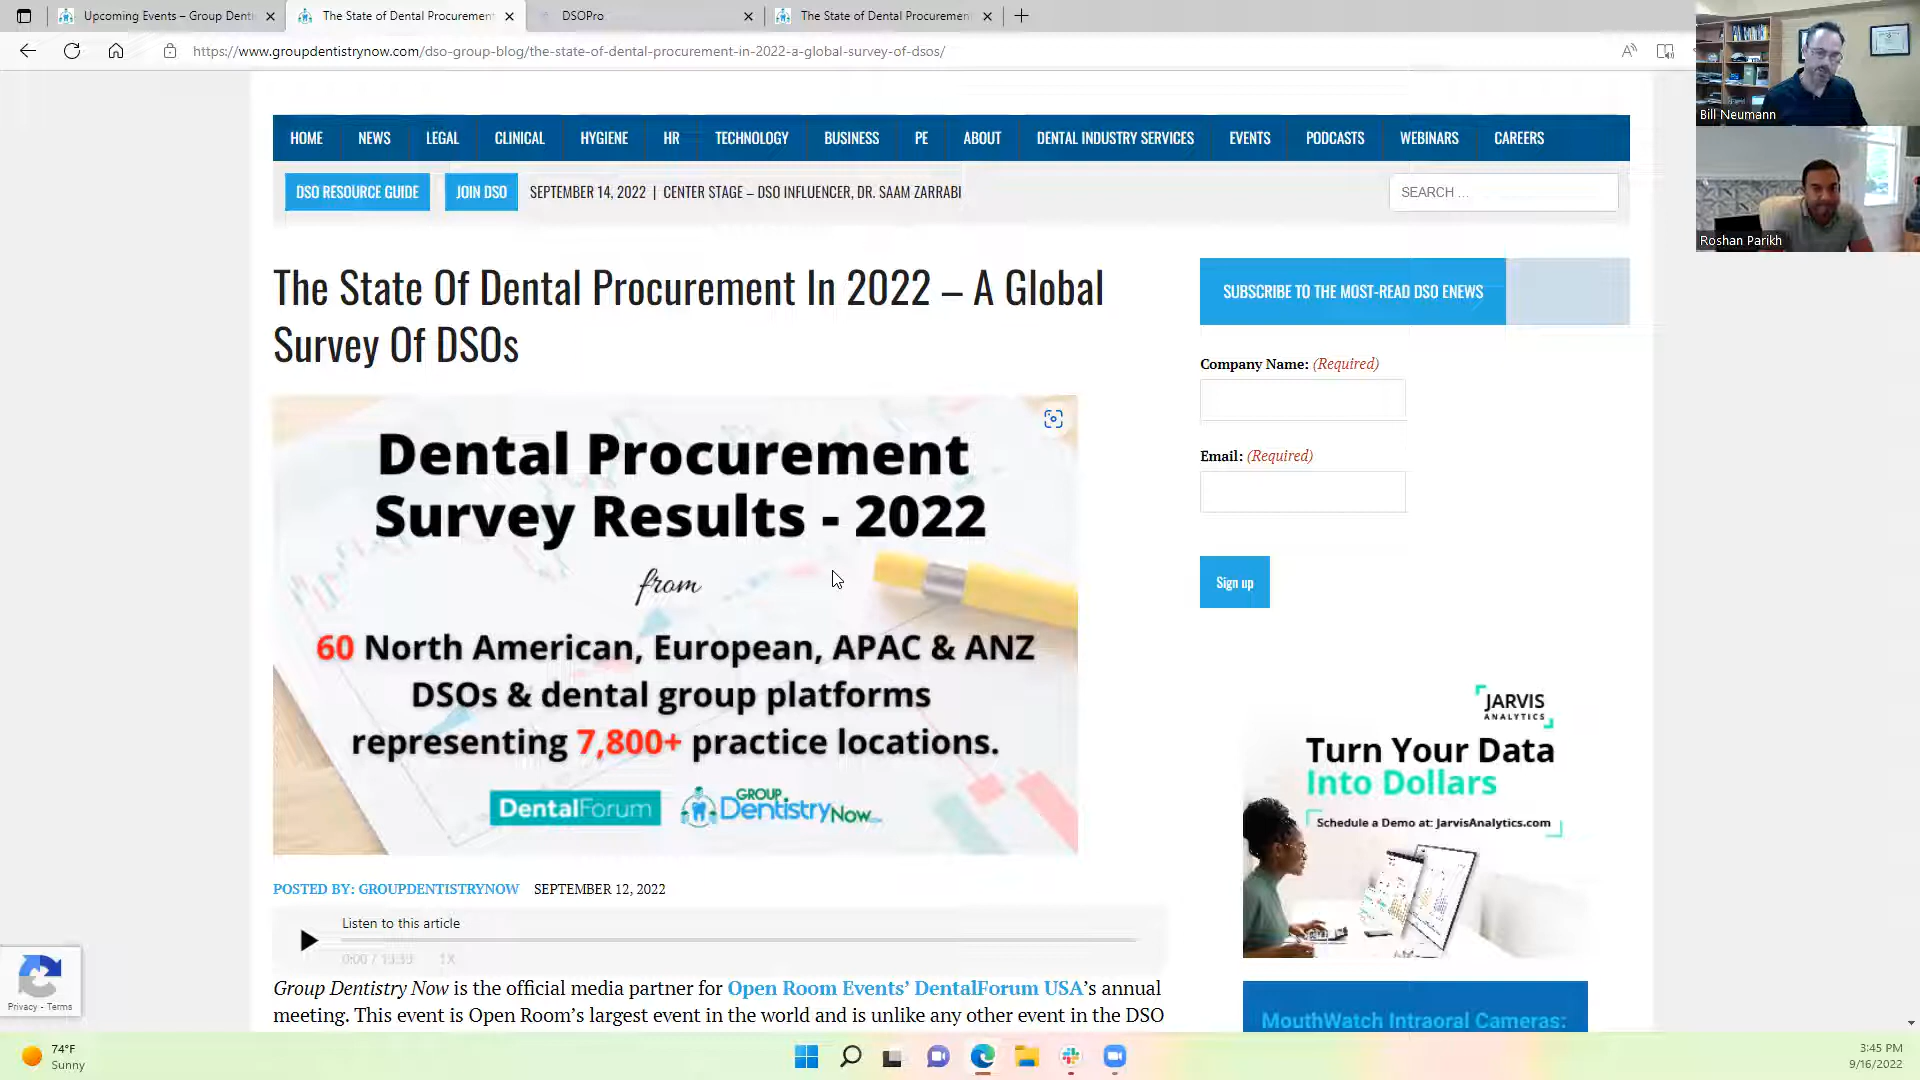 Upcoming Events – Group Denti
The State of Dental Procurement
DSOPro
The State of Dental Procurement
https://www.groupdentistrynow.com/dso-group-blog/the-state-of-dental-procurement-in-2022-a-global-survey-of-dsos/
HOME NEWS LEGAL CLINICAL HYGIENE HR TECHNOLOGY BUSINESS PE ABOUT DENTAL INDUSTRY SERVICES EVENTS PODCASTS WEBINARS CAREERS
DSO RESOURCE GUIDE JOIN DSO SEPTEMBER 14, 2022 | CENTER STAGE – DSO INFLUENCER, DR. SAAM ZARRABI
SEARCH ...
The State Of Dental Procurement In 2022 – A Global
Survey Of DSOs
Dental Procurement
Survey Results - 2022
from
60 North American, European, APAC & ANZ
DSOs & dental group platforms
representing 7,800+ practice locations.
DentalForum
GROUP
DentistryNow.com
POSTED BY: GROUPDENTISTRYNOW SEPTEMBER 12, 2022
Listen to this article
1X
Group Dentistry Now is the official media partner for Open Room Events’ DentalForum USA’s annual
meeting. This event is Open Room’s largest event in the world and is unlike any other event in the DSO
SUBSCRIBE TO THE MOST-READ DSO ENEWS
Company Name: (Required)
Email: (Required)
Sign up
JARVIS
ANALYTICS
Turn Your Data
Into Dollars
Schedule a Demo at: JarvisAnalytics.com
MouthWatch Intraoral Cameras:
Bill Neumann
Roshan Parikh
Privacy - Terms
74°F
Sunny
3:45 PM
9/16/2022